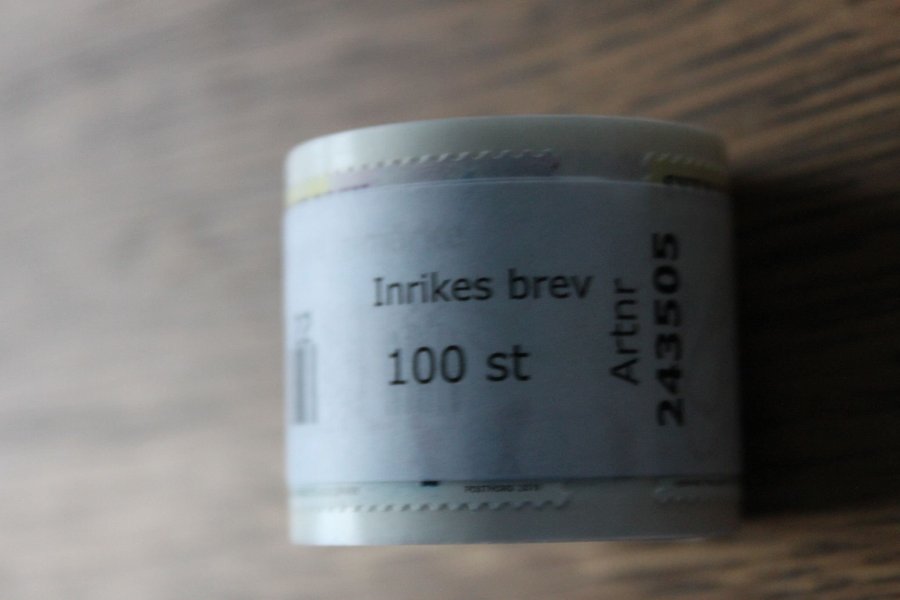 Inrikes brev
100 st
Artnr
243505